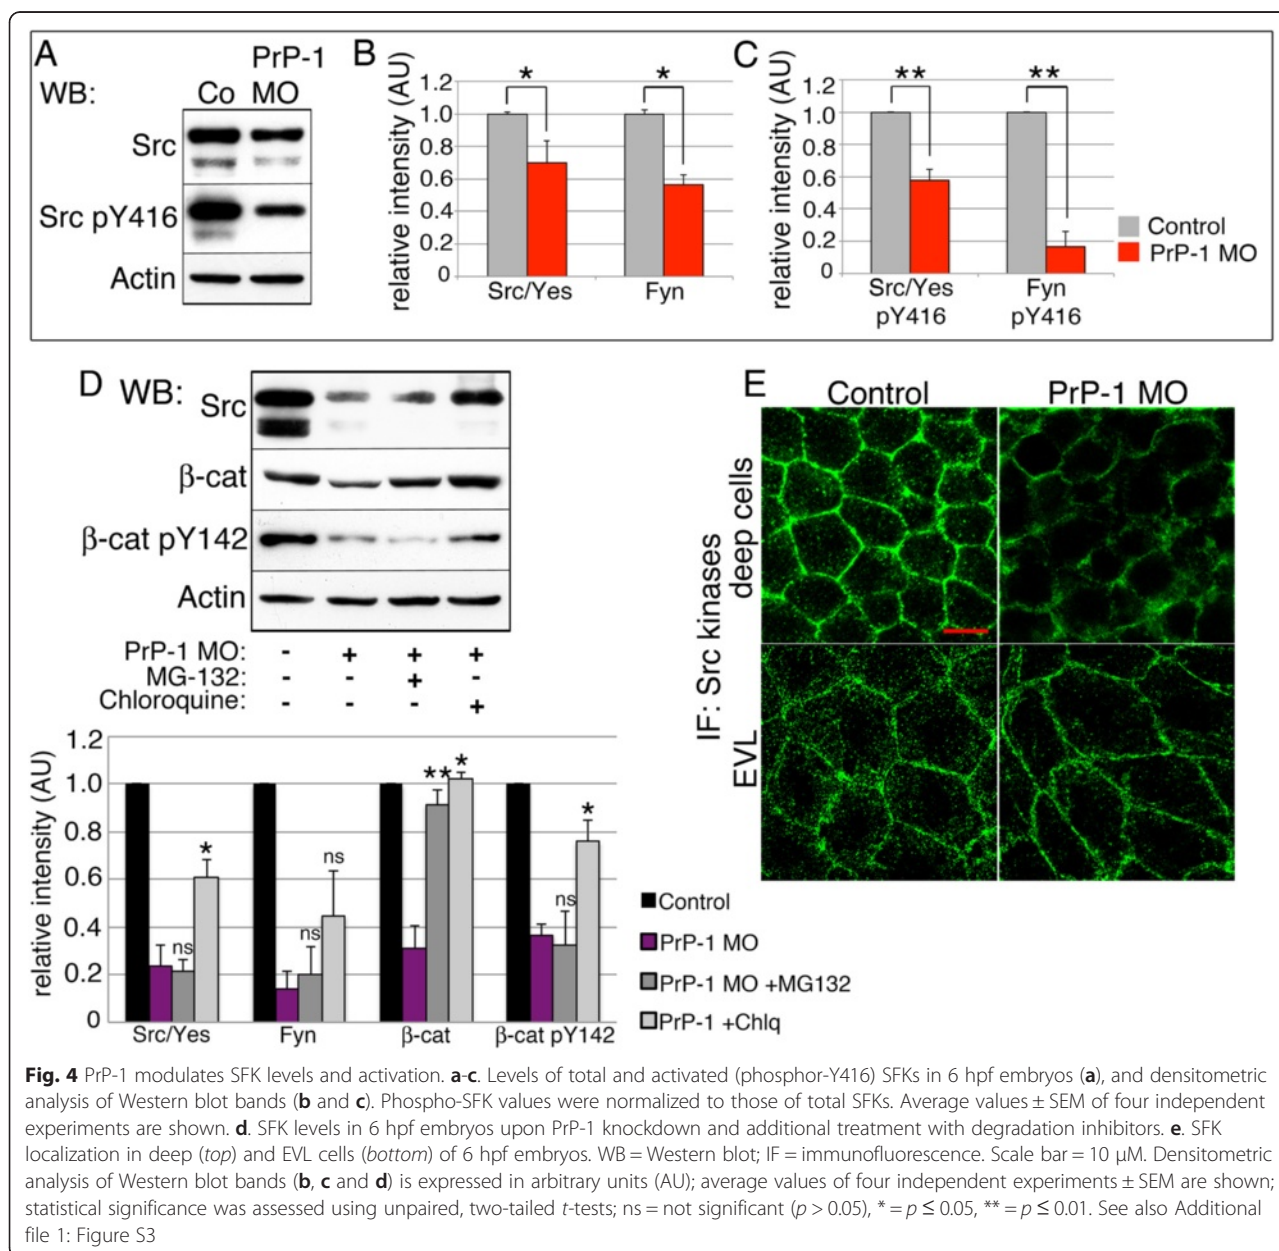 A
WB:
Co
PrP-1
MO
Src
Src pY416
Actin
B
relative intensity (AU)
1.2
1.0
0.8
0.6
0.4
0.2
0
*
*
Src/Yes
Fyn
C
relative intensity (AU)
1.2
1.0
0.8
0.6
0.4
0.2
0
**
**
Src/Yes
pY416
Fyn
pY416
Control
PrP-1 MO
D
WB:
Src
β-cat
β-cat pY142
Actin
PrP-1 MO: - + + +
MG-132: - - + -
Chloroquine: - - - +
relative intensity (AU)
1.2
1.0
0.8
0.6
0.4
0.2
0
ns
*
ns
ns
**
*
ns
*
Src/Yes
Fyn
β-cat
β-cat pY142
Control
PrP-1 MO
PrP-1 MO +MG132
PrP-1 +Chlq
E
Control
PrP-1 MO
IF: Src kinases
deep cells
EVL
Fig. 4 PrP-1 modulates SFK levels and activation. a-c. Levels of total and activated (phosphor-Y416) SFKs in 6 hpf embryos (a), and densitometric
analysis of Western blot bands (b and c). Phospho-SFK values were normalized to those of total SFKs. Average values ± SEM of four independent
experiments are shown. d. SFK levels in 6 hpf embryos upon PrP-1 knockdown and additional treatment with degradation inhibitors. e. SFK
localization in deep (top) and EVL cells (bottom) of 6 hpf embryos. WB = Western blot; IF = immunofluorescence. Scale bar = 10 μM. Densitometric
analysis of Western blot bands (b, c and d) is expressed in arbitrary units (AU); average values of four independent experiments ± SEM are shown;
statistical significance was assessed using unpaired, two-tailed t-tests; ns = not significant (p > 0.05), * = p ≤ 0.05, ** = p ≤ 0.01. See also Additional
file 1: Figure S3